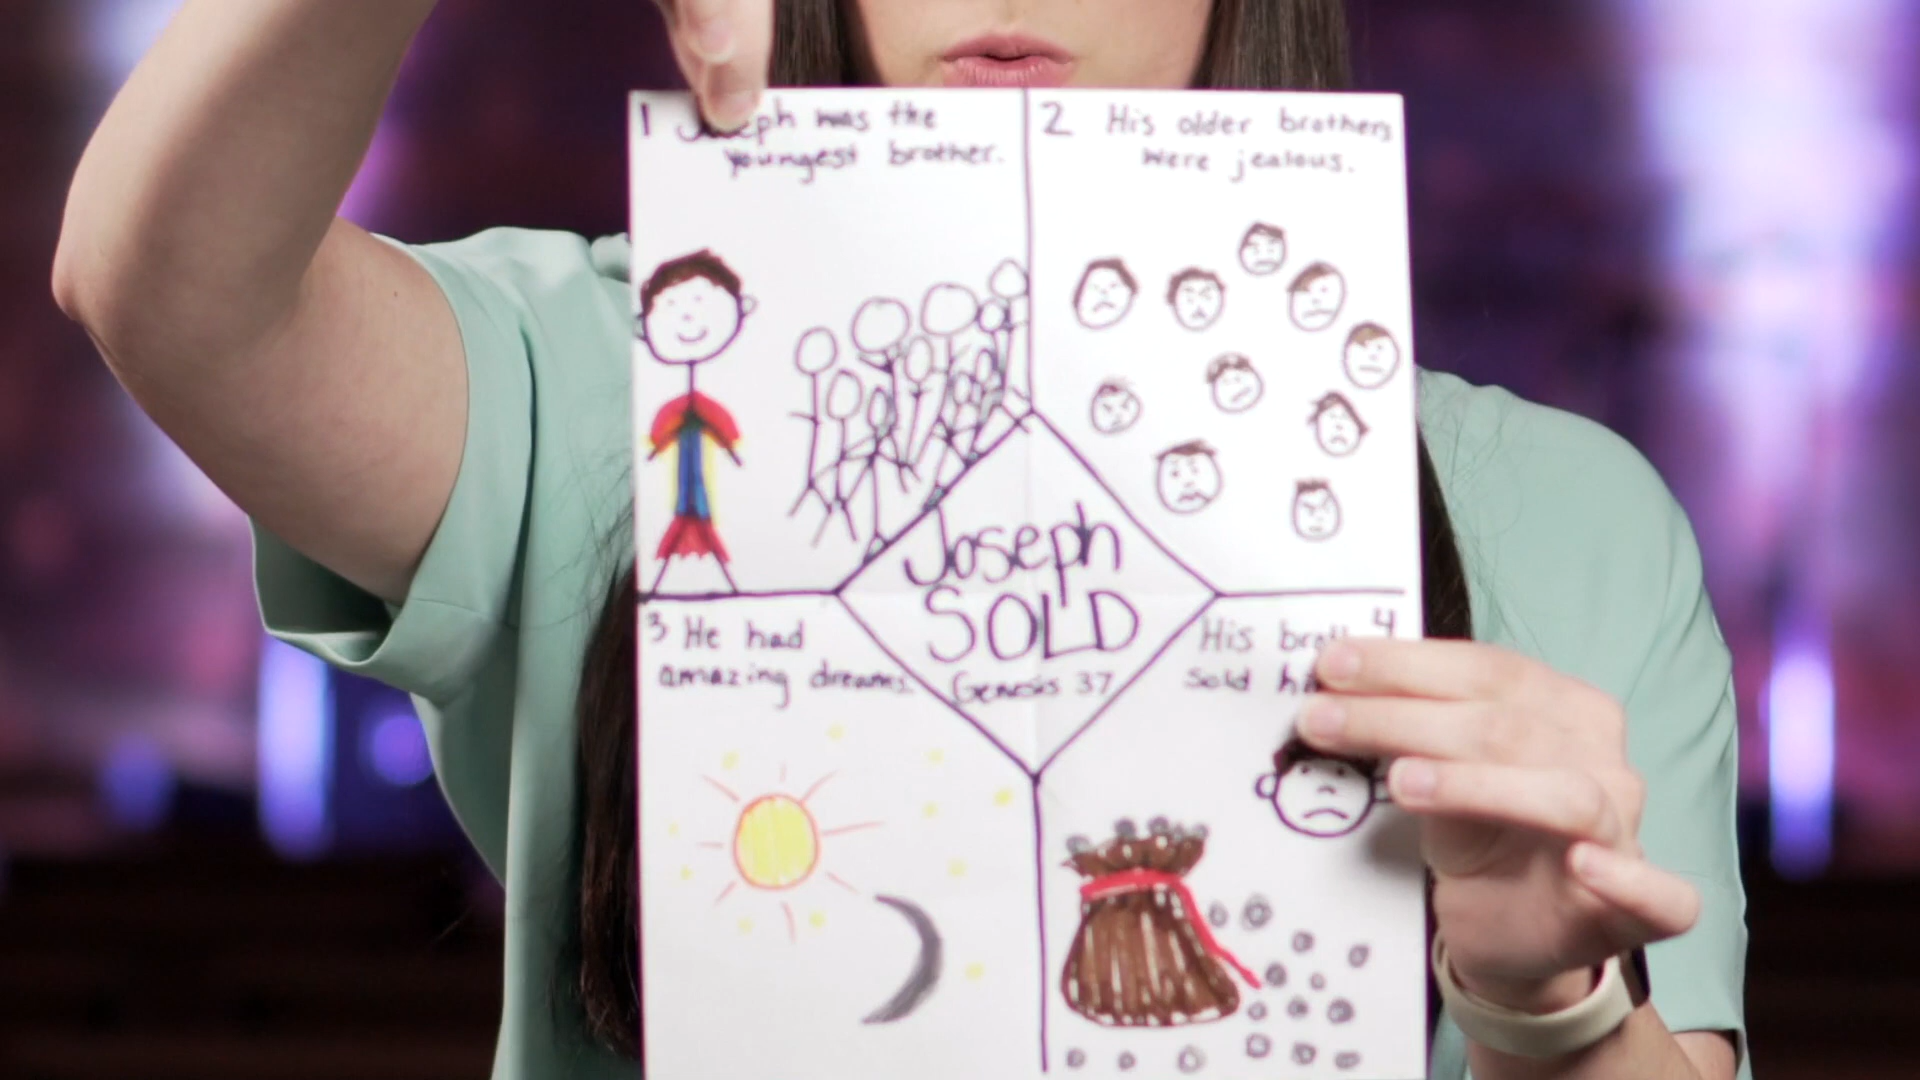 1 Joseph was the
youngest brother.
2 His older brothers
were jealous.
Joseph
SOLD
Genesis 37
3 He had
amazing dreams.
4
His
sold